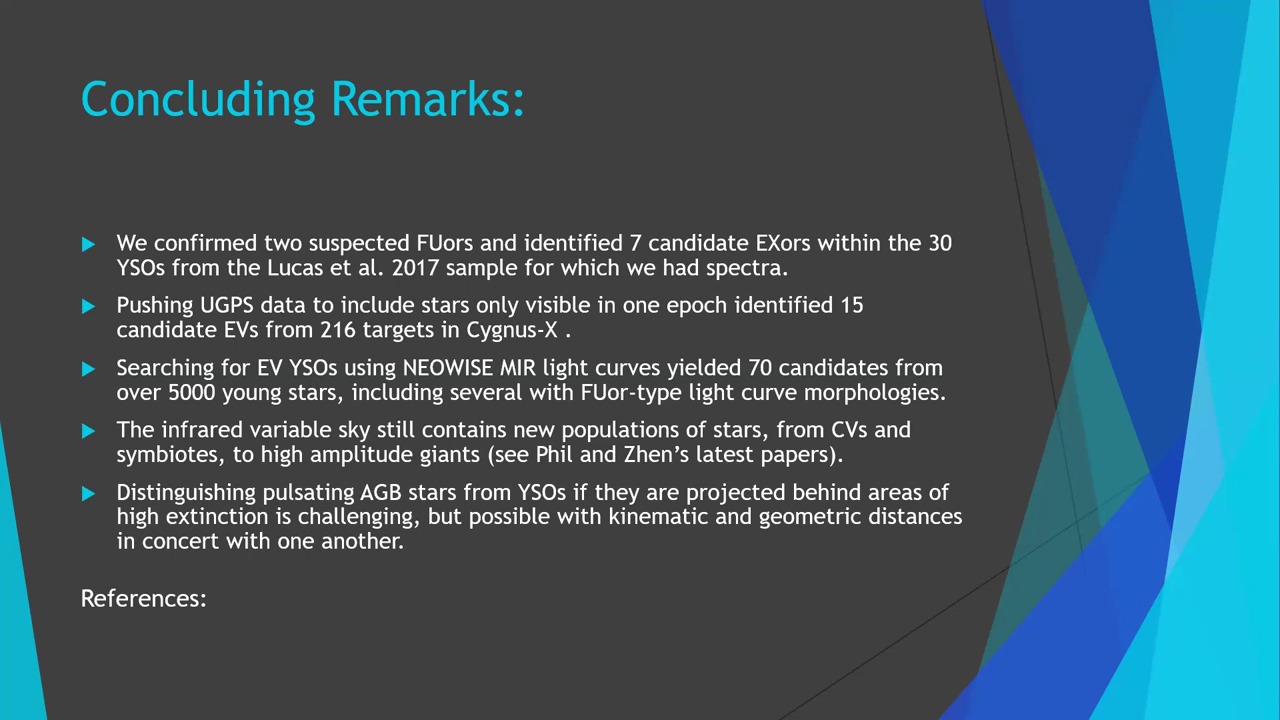 Concluding Remarks:
We confirmed two suspected FUors and identified 7 candidate EXors within the 30
YSOs from the Lucas et al. 2017 sample for which we had spectra.
Pushing UGPS data to include stars only visible in one epoch identified 15
candidate EVs from 216 targets in Cygnus-X .
Searching for EV YSOs using NEOWISE MIR light curves yielded 70 candidates from
over 5000 young stars, including several with FUor-type light curve morphologies.
The infrared variable sky still contains new populations of stars, from CVs and
symbiotes, to high amplitude giants (see Phil and Zhen’s latest papers).
Distinguishing pulsating AGB stars from YSOs if they are projected behind areas of
high extinction is challenging, but possible with kinematic and geometric distances
in concert with one another.
References: